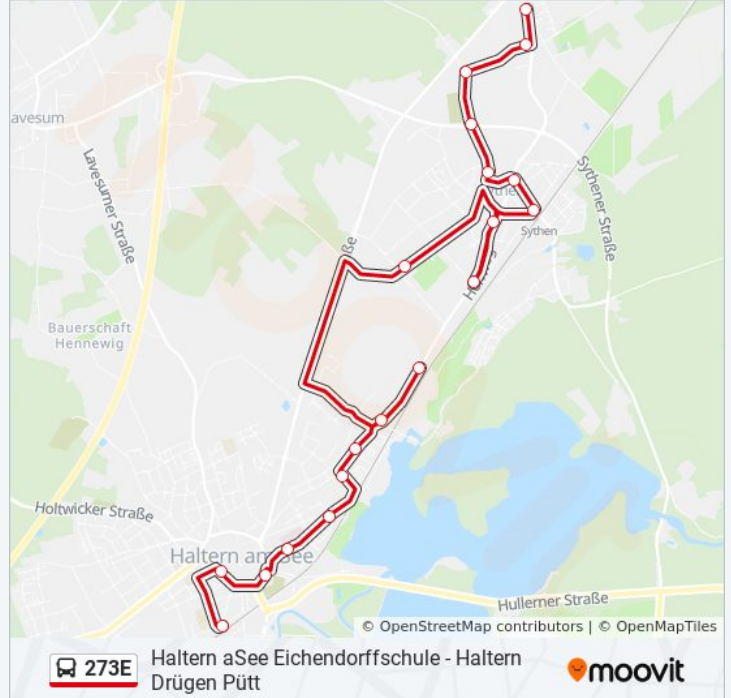 avesum
Lavesumer Straße
Sythener Straße
Sythen
Bauerschaft
Hennewig
Holtwicker Straße
Haltern am See
Hullerner Straße
© OpenStreetMap contributors | © OpenMapTiles
273E
Haltern aSee Eichendorffschule - Haltern
Drügen Pütt
moovit